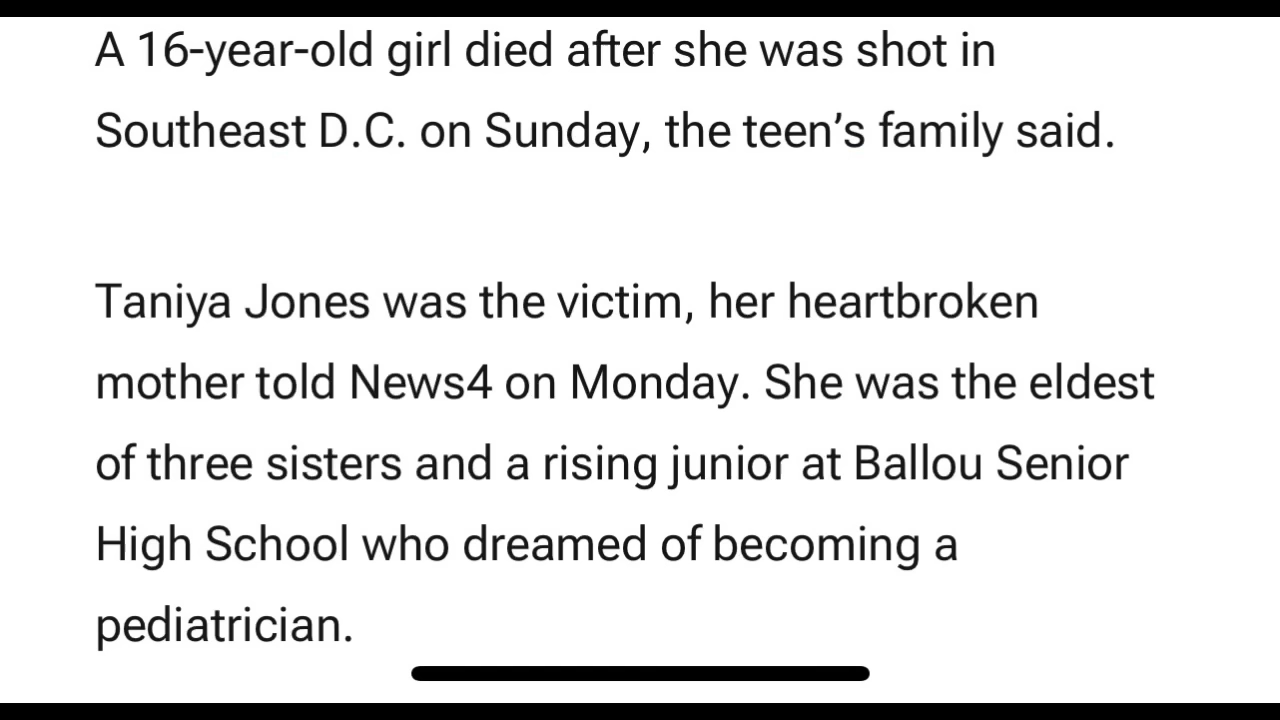 A 16-year-old girl died after she was shot in
Southeast D.C. on Sunday, the teen’s family said.
Taniya Jones was the victim, her heartbroken
mother told News4 on Monday. She was the eldest
of three sisters and a rising junior at Ballou Senior
High School who dreamed of becoming a
pediatrician.